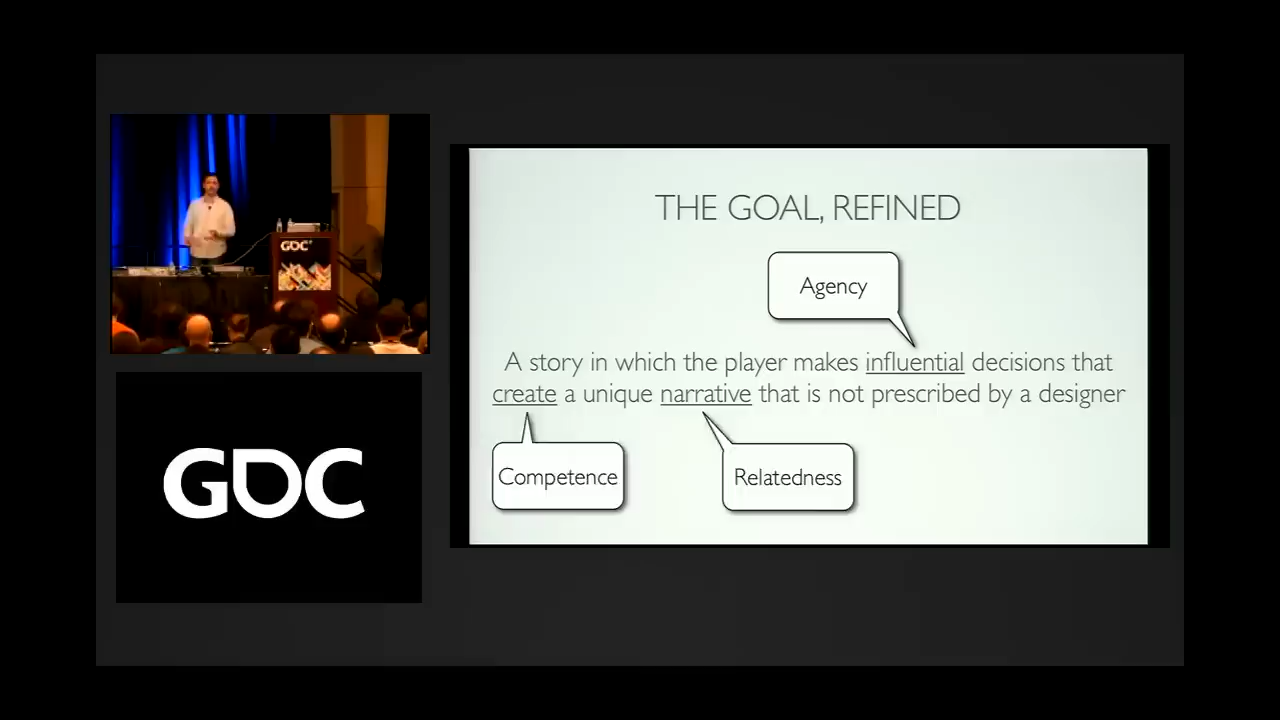 GDC
GDC
THE GOAL, REFINED
Agency
A story in which the player makes influential decisions that
create a unique narrative that is not prescribed by a designer
Competence
Relatedness